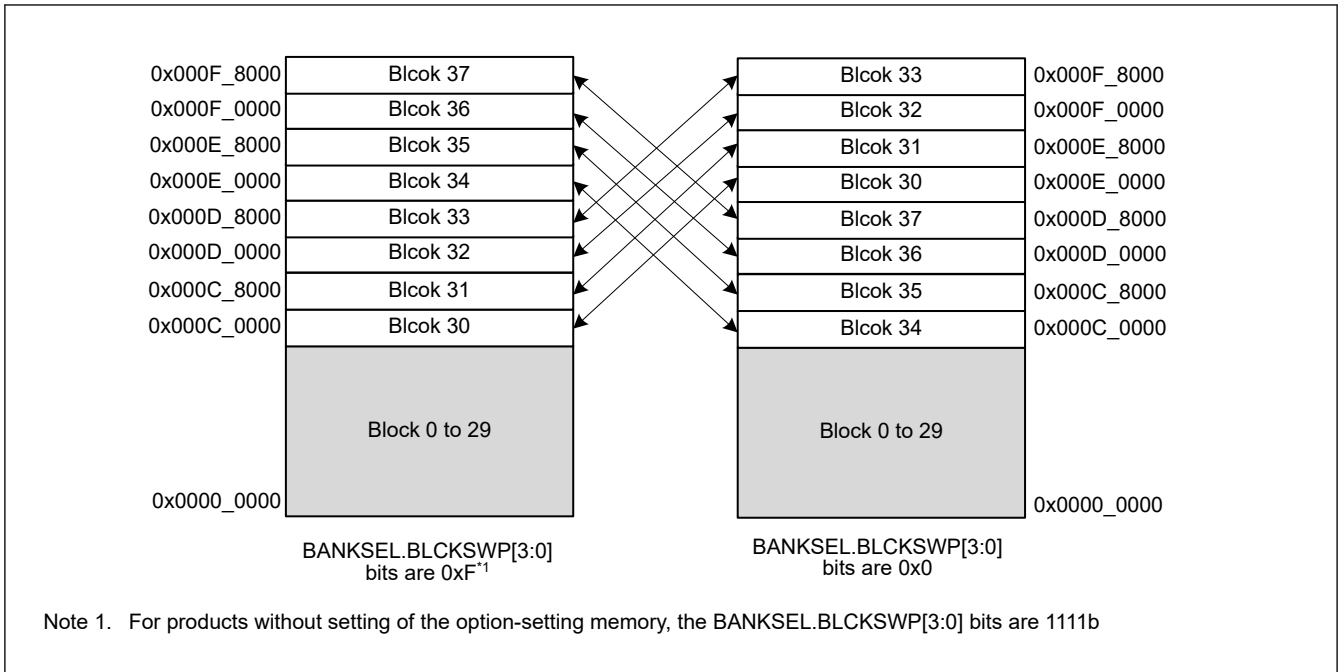 0x000F_8000 Blcok 37 Blcok 33 0x000F_8000
0x000F_0000 Blcok 36 Blcok 32 0x000F_0000
0x000E_8000 Blcok 35 Blcok 31 0x000E_8000
0x000E_0000 Blcok 34 Blcok 30 0x000E_0000
0x000D_8000 Blcok 33 Blcok 37 0x000D_8000
0x000D_0000 Blcok 32 Blcok 36 0x000D_0000
0x000C_8000 Blcok 31 Blcok 35 0x000C_8000
0x000C_0000 Blcok 30 Blcok 34 0x000C_0000
Block 0 to 29 Block 0 to 29
0x0000_0000 0x0000_0000
BANKSEL.BLCKSWP[3:0] BANKSEL.BLCKSWP[3:0]
bits are 0xF*1 bits are 0x0
Note 1. For products without setting of the option-setting memory, the BANKSEL.BLCKSWP[3:0] bits are 1111b